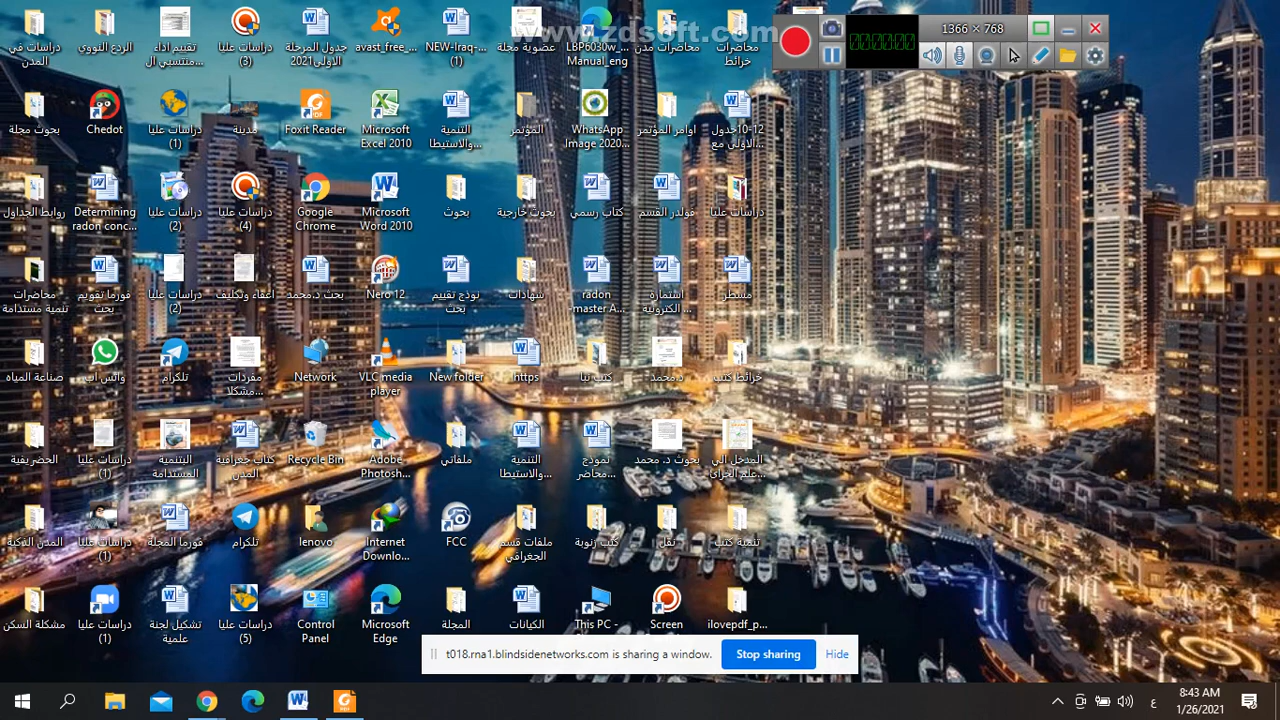 www.zdsoft.com
1366 × 768
00:00:00
دراسات في
المدن
الردع النووي
تقييم اداء
منتسبي ال...
دراسات عليا
(3)
جدول المرحلة
الاولى2021
avast_free_...
NEW-Iraq-...
(1)
عضوية مجلة
LBP6030w_...
Manual_eng
محاضرات مدن
محاضرات
خرائط
بحوث مجلة
Chedot
دراسات عليا
(1)
مدينة
Foxit Reader
Microsoft
Excel 2010
التنمية
والاستيطا...
المؤتمر
WhatsApp
Image 2020...
اوامر المؤتمر
10-12جدول
الاولى مع...
روابط الجداول
Determining
radon conc...
دراسات عليا
(2)
دراسات عليا
(4)
Google
Chrome
Microsoft
Word 2010
بحوث
بحوث خارجية
كتاب رسمي
فولدر القسم
دراسات عليا
محاضرات
تنمية مستدامة
فورما تقويم
بحث
دراسات عليا
(2)
اعفاء وتكليف
بحث د.محمد
Nero 12
نوذج تقييم
بحث
شهادات
radon
-master A...
استمارة
الكترونية ...
مسطر
صناعة المياه
واتس اب
تلكرام
مفردات
مشكلا...
Network
VLC media
player
New folder
https
كتب نبا
د.محمد
خرائط كتب
الحضريفية
دراسات عليا
(1)
التنمية
المستدامة
كتاب جغرافية
المدن
Recycle Bin
Adobe
Photosh...
ملفاتي
التنمية
والاستيطا...
نموذج
محاضر...
بحوث د. محمد
المدخل الى
علم الخرائ...
المدن الذكية
دراسات عليا
(1)
فورما المجلة
تلكرام
lenovo
Internet
Downlo...
FCC
ملفات قسم
الجغرافي
كتب زنوبة
نقل
تنمية كتب
مشكلة السكن
دراسات عليا
(1)
تشكيل لجنة
علمية
دراسات عليا
(5)
Control
Panel
Microsoft
Edge
المجلة
الكيانات
This PC -
Screen
ilovepdf_p...
t018.rna1.blindsidenetworks.com is sharing a window.
Stop sharing
Hide
ع
8:43 AM
1/26/2021